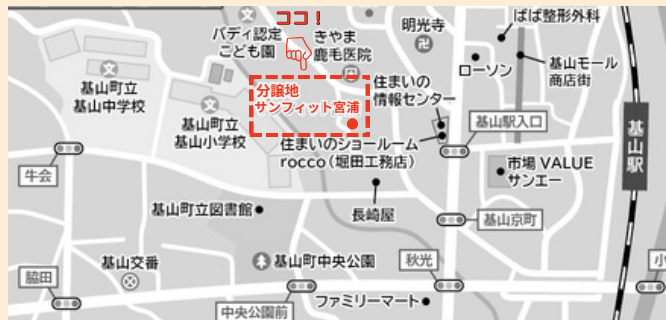 ココ！
ばば整形外科
バディ認定
こども園
きやま
鹿毛医院
明光寺
ローソン
基山モール
商店街
基山町立
基山中学校
分譲地
サンフィット宮浦
住まいの
情報センター
基山町立
基山小学校
基山駅入口
基山駅
住まいのショールーム
rocco（堀田工務店）
市場 VALUE
サンエー
牛会
基山町立図書館
長崎屋
基山京町
基山交番
基山町中央公園
秋光
脇田
中央公園前
ファミリーマート